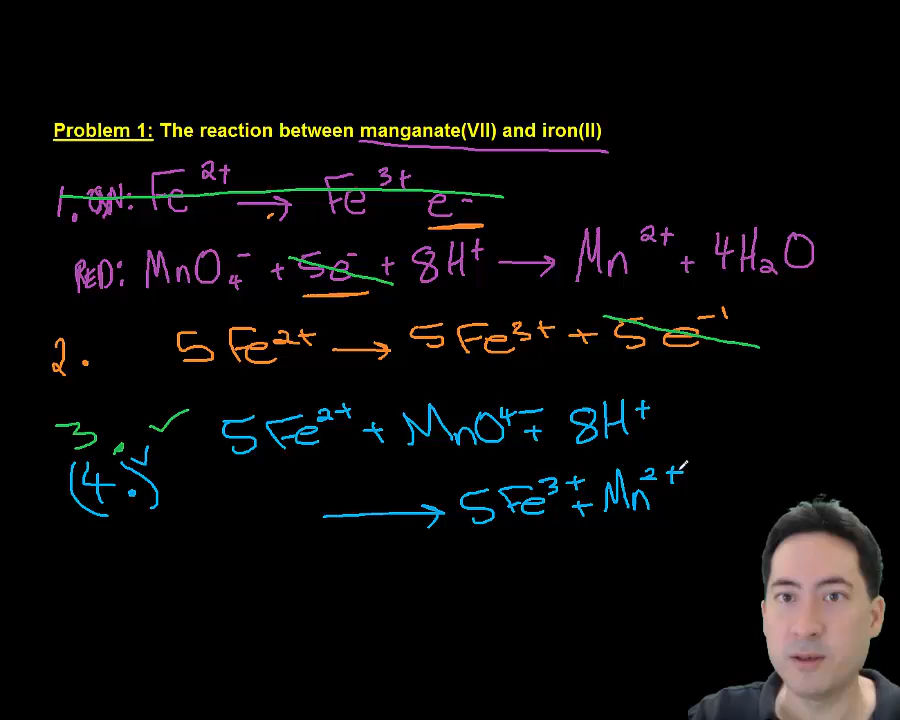 Problem 1: The reaction between manganate(VII) and iron(II)
1. ON: Fe²⁺ → Fe³⁺ e⁻
RED: MnO₄⁻ + 5e⁻ + 8H⁺ → Mn²⁺ + 4H₂O
2. 5Fe²⁺ → 5Fe³⁺ + 5e⁻¹
3. ✓ 5Fe²⁺ + MnO⁴⁻ + 8H⁺
(4.) ✓ → 5Fe³⁺ + Mn²⁺